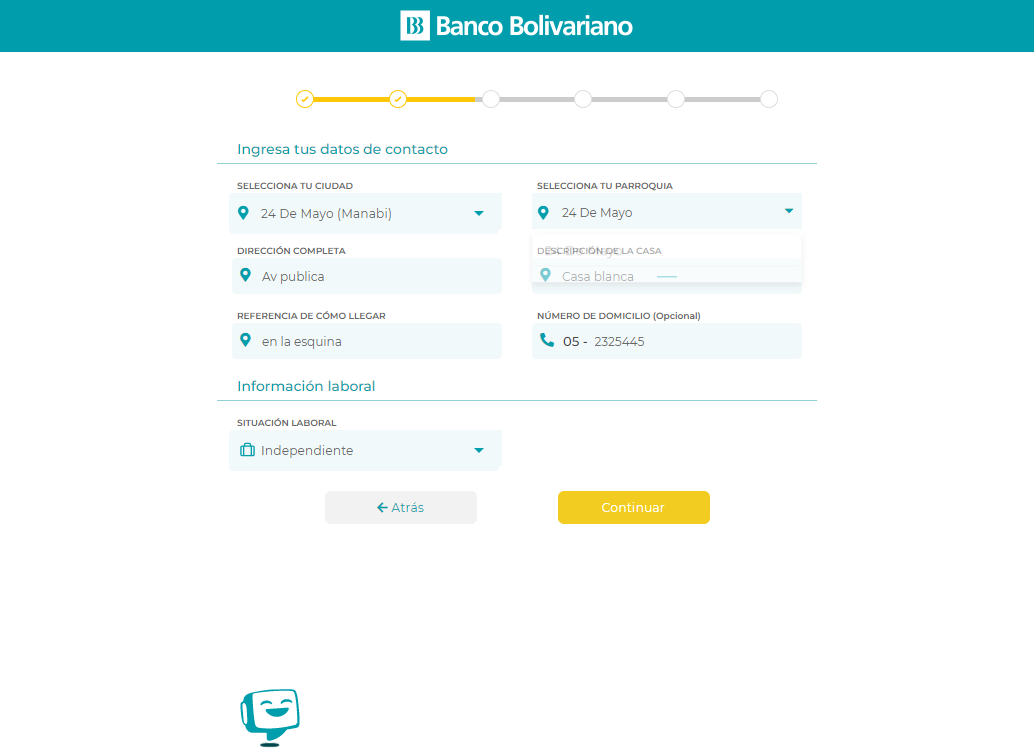 Banco Bolivariano
Ingresa tus datos de contacto
SELECCIONA TU CIUDAD
24 De Mayo (Manabi)
SELECCIONA TU PARROQUIA
24 De Mayo
DIRECCIÓN COMPLETA
Av publica
DESCRIPCIÓN DE LA CASA
Casa blanca
REFERENCIA DE CÓMO LLEGAR
en la esquina
NÚMERO DE DOMICILIO (Opcional)
05 - 2325445
Información laboral
SITUACIÓN LABORAL
Independiente
Atrás
Continuar